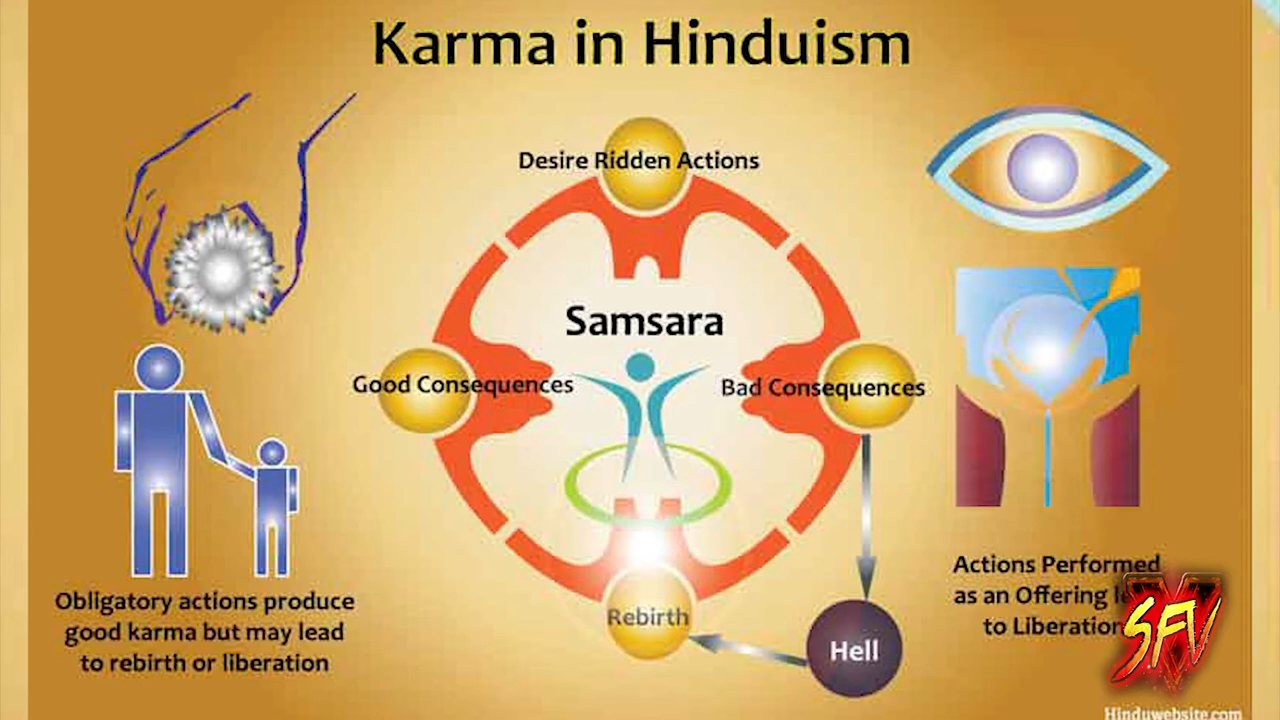 Karma in Hinduism
Desire Ridden Actions
Samsara
Good Consequences
Bad Consequences
Rebirth
Hell
Obligatory actions produce
good karma but may lead
to rebirth or liberation
Actions Performed
as an Offering
to Liberation
SFV
Hinduwebsite.com